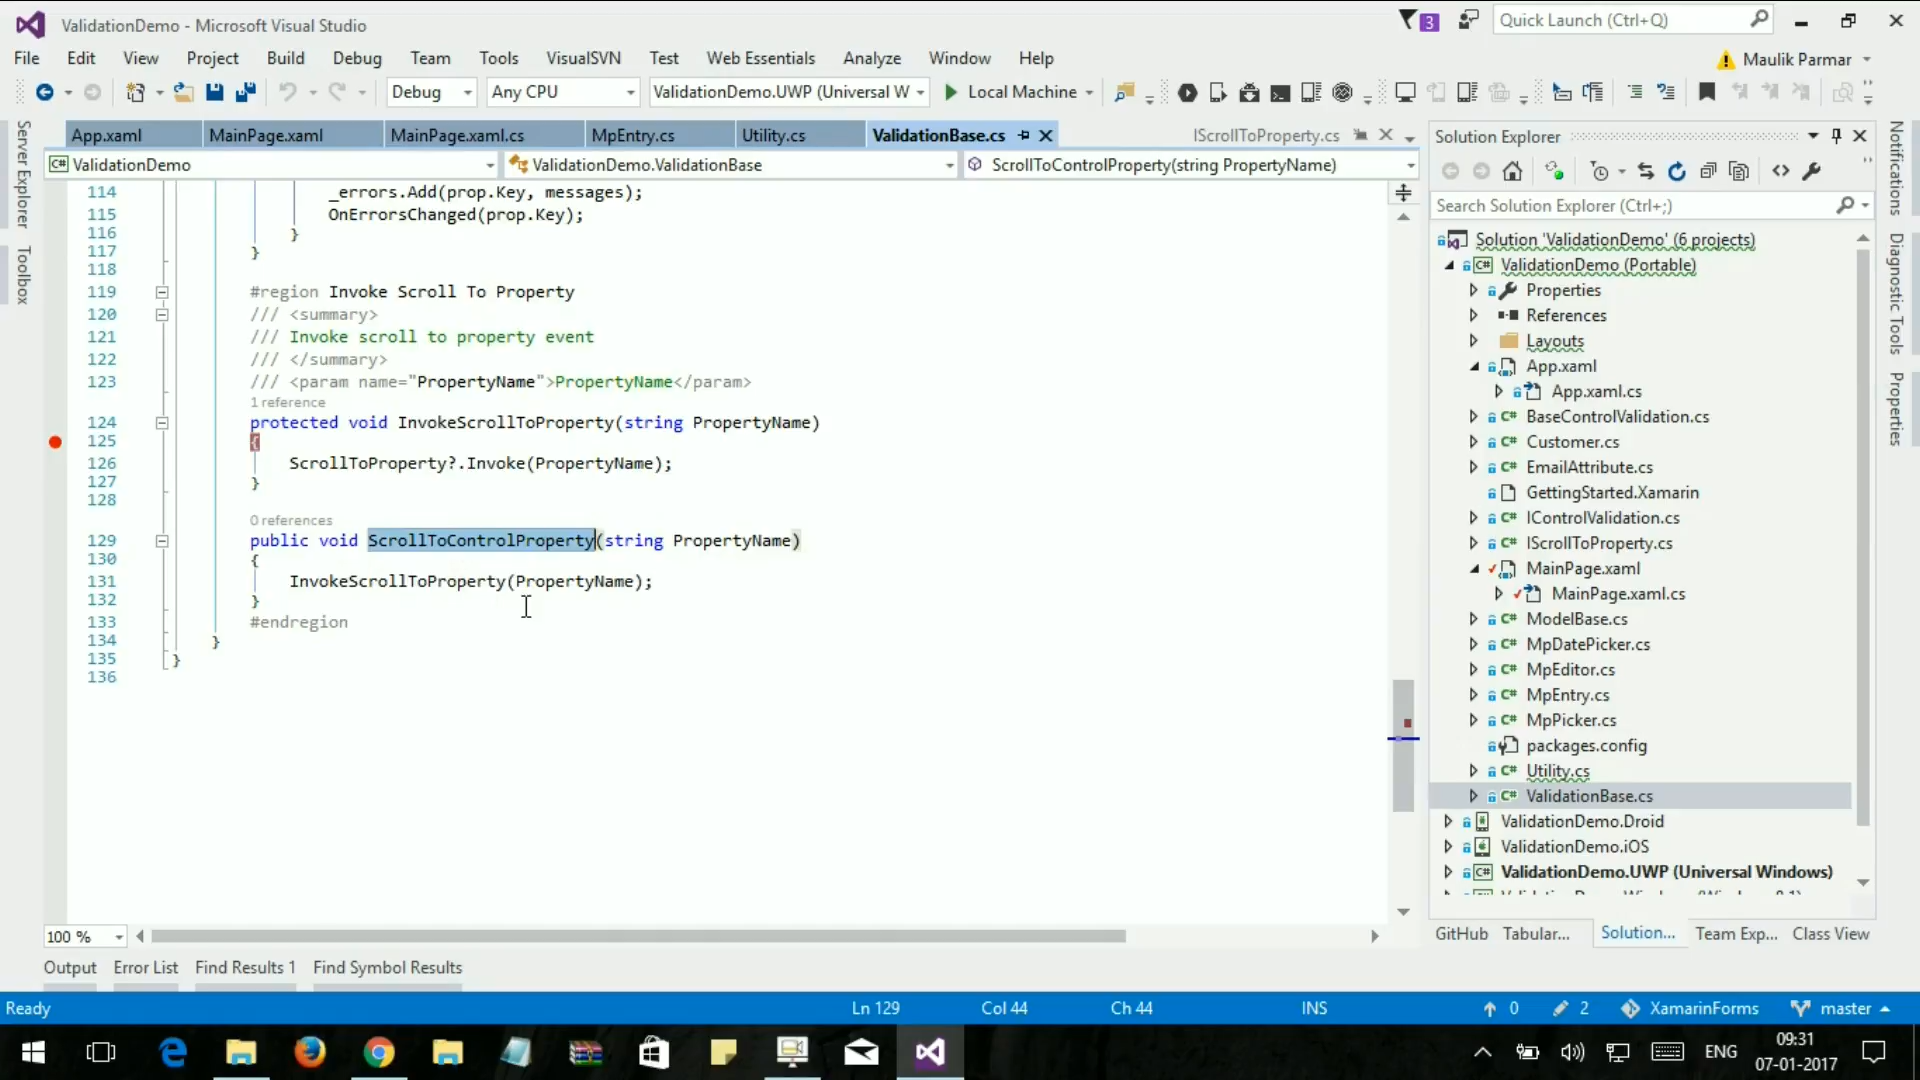 ValidationDemo - Microsoft Visual Studio
3
Quick Launch (Ctrl+Q)
File Edit View Project Build Debug Team Tools VisualSVN Test Web Essentials Analyze Window Help
Maulik Parmar
Debug Any CPU ValidationDemo.UWP (Universal W Local Machine
App.xaml MainPage.xaml MainPage.xaml.cs MpEntry.cs Utility.cs ValidationBase.cs IScrollToProperty.cs
ValidationDemo ValidationDemo.ValidationBase ScrollToControlProperty(string PropertyName)
Server Explorer
Toolbox
114 _errors.Add(prop.Key, messages);
115 OnErrorsChanged(prop.Key);
116 }
117 }
118
119 #region Invoke Scroll To Property
120 /// <summary>
121 /// Invoke scroll to property event
122 /// </summary>
123 /// <param name="PropertyName">PropertyName</param>
1 reference
124 protected void InvokeScrollToProperty(string PropertyName)
125 {
126 ScrollToProperty?.Invoke(PropertyName);
127 }
128
0 references
129 public void ScrollToControlProperty(string PropertyName)
130 {
131 InvokeScrollToProperty(PropertyName);
132 }
133 #endregion
134 }
135 }
136
100 %
Output Error List Find Results 1 Find Symbol Results
Solution Explorer
Search Solution Explorer (Ctrl+;)
Solution 'ValidationDemo' (6 projects)
C# ValidationDemo (Portable)
Properties
References
Layouts
App.xaml
App.xaml.cs
C# BaseControlValidation.cs
C# Customer.cs
C# EmailAttribute.cs
GettingStarted.Xamarin
C# IControlValidation.cs
C# IScrollToProperty.cs
MainPage.xaml
MainPage.xaml.cs
C# ModelBase.cs
C# MpDatePicker.cs
C# MpEditor.cs
C# MpEntry.cs
C# MpPicker.cs
packages.config
C# Utility.cs
C# ValidationBase.cs
ValidationDemo.Droid
ValidationDemo.iOS
C# ValidationDemo.UWP (Universal Windows)
GitHub Tabular... Solution... Team Exp... Class View
Notifications
Diagnostic Tools
Properties
Ready Ln 129 Col 44 Ch 44 INS 0 2 XamarinForms master
ENG
09:31
07-01-2017